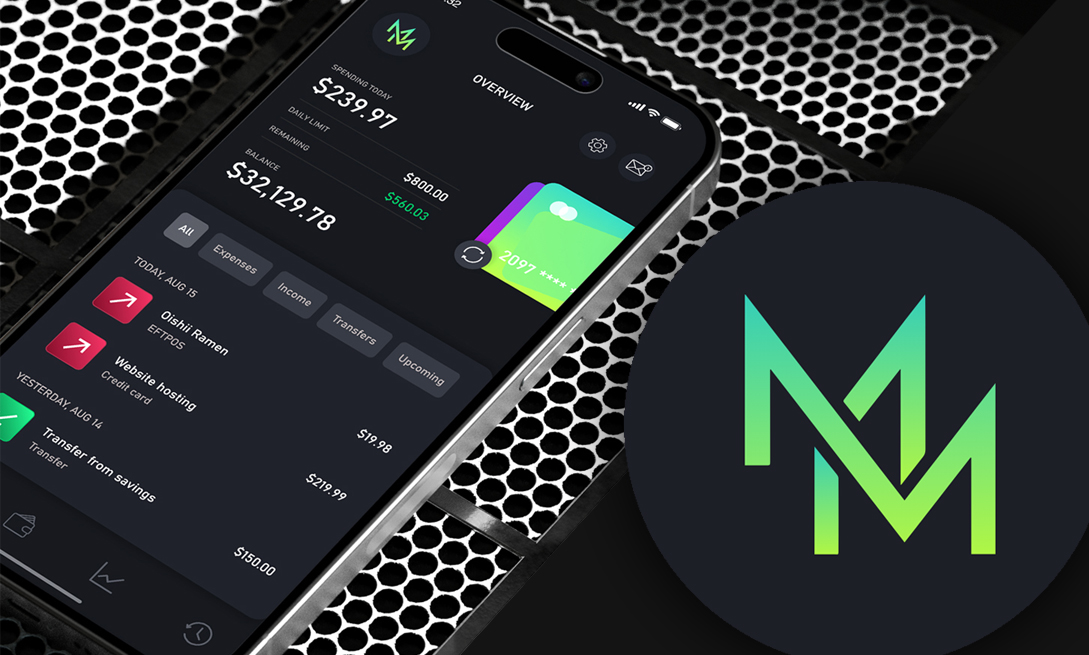 OVERVIEW
SPENDING TODAY
$239.97
DAILY LIMIT
$800.00
REMAINING
$560.03
BALANCE
$32,129.78
2097 **** *
All
Expenses
Income
Transfers
Upcoming
TODAY, AUG 15
Oishii Ramen
EFTPOS
$19.98
Website hosting
Credit card
$219.99
YESTERDAY, AUG 14
Transfer from savings
Transfer
$150.00
MM